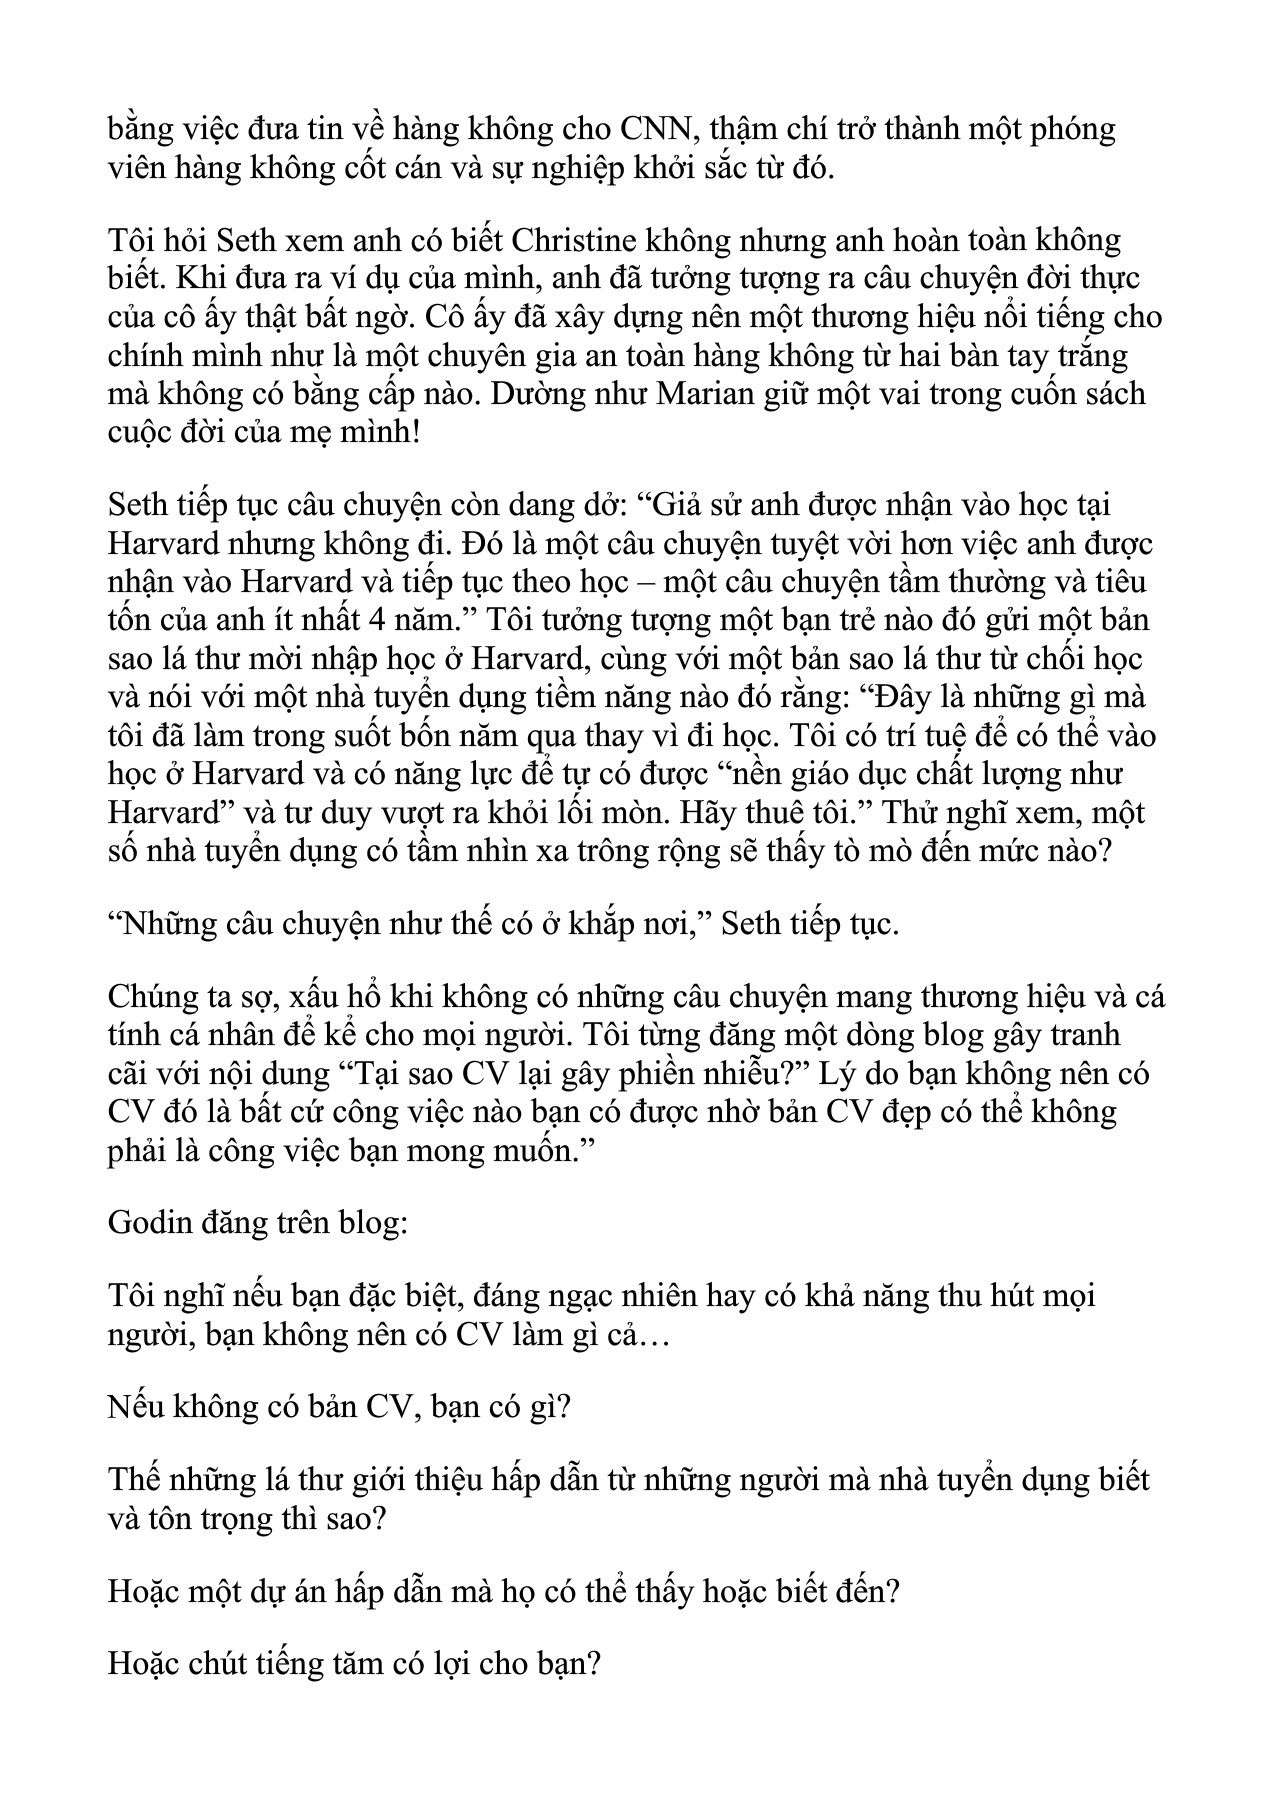 bằng việc đưa tin về hàng không cho CNN, thậm chí trở thành một phóng
viên hàng không cốt cán và sự nghiệp khởi sắc từ đó.
Tôi hỏi Seth xem anh có biết Christine không nhưng anh hoàn toàn không
biết. Khi đưa ra ví dụ của mình, anh đã tưởng tượng ra câu chuyện đời thực
của cô ấy thật bất ngờ. Cô ấy đã xây dựng nên một thương hiệu nổi tiếng cho
chính mình như là một chuyên gia an toàn hàng không từ hai bàn tay trắng
mà không có bằng cấp nào. Dường như Marian giữ một vai trong cuốn sách
cuộc đời của mẹ mình!
Seth tiếp tục câu chuyện còn dang dở: “Giả sử anh được nhận vào học tại
Harvard nhưng không đi. Đó là một câu chuyện tuyệt vời hơn việc anh được
nhận vào Harvard và tiếp tục theo học – một câu chuyện tầm thường và tiêu
tốn của anh ít nhất 4 năm.” Tôi tưởng tượng một bạn trẻ nào đó gửi một bản
sao lá thư mời nhập học ở Harvard, cùng với một bản sao lá thư từ chối học
và nói với một nhà tuyển dụng tiềm năng nào đó rằng: “Đây là những gì mà
tôi đã làm trong suốt bốn năm qua thay vì đi học. Tôi có trí tuệ để có thể vào
học ở Harvard và có năng lực để tự có được “nền giáo dục chất lượng như
Harvard” và tư duy vượt ra khỏi lối mòn. Hãy thuê tôi.” Thử nghĩ xem, một
số nhà tuyển dụng có tầm nhìn xa trông rộng sẽ thấy tò mò đến mức nào?
“Những câu chuyện như thế có ở khắp nơi,” Seth tiếp tục.
Chúng ta sợ, xấu hổ khi không có những câu chuyện mang thương hiệu và cá
tính cá nhân để kể cho mọi người. Tôi từng đăng một dòng blog gây tranh
cãi với nội dung “Tại sao CV lại gây phiền nhiễu?” Lý do bạn không nên có
CV đó là bất cứ công việc nào bạn có được nhờ bản CV đẹp có thể không
phải là công việc bạn mong muốn.”
Godin đăng trên blog:
Tôi nghĩ nếu bạn đặc biệt, đáng ngạc nhiên hay có khả năng thu hút mọi
người, bạn không nên có CV làm gì cả…
Nếu không có bản CV, bạn có gì?
Thế những lá thư giới thiệu hấp dẫn từ những người mà nhà tuyển dụng biết
và tôn trọng thì sao?
Hoặc một dự án hấp dẫn mà họ có thể thấy hoặc biết đến?
Hoặc chút tiếng tăm có lợi cho bạn?